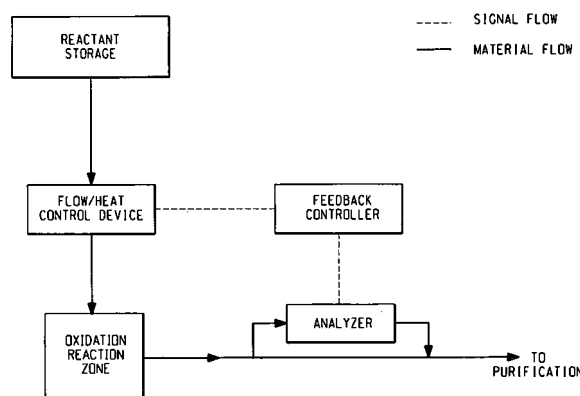 SIGNAL FLOW
MATERIAL FLOW
REACTANT
STORAGE
FLOW/HEAT
CONTROL DEVICE
FEEDBACK
CONTROLLER
OXIDATION
REACTION
ZONE
ANALYZER
TO
PURIFICATION